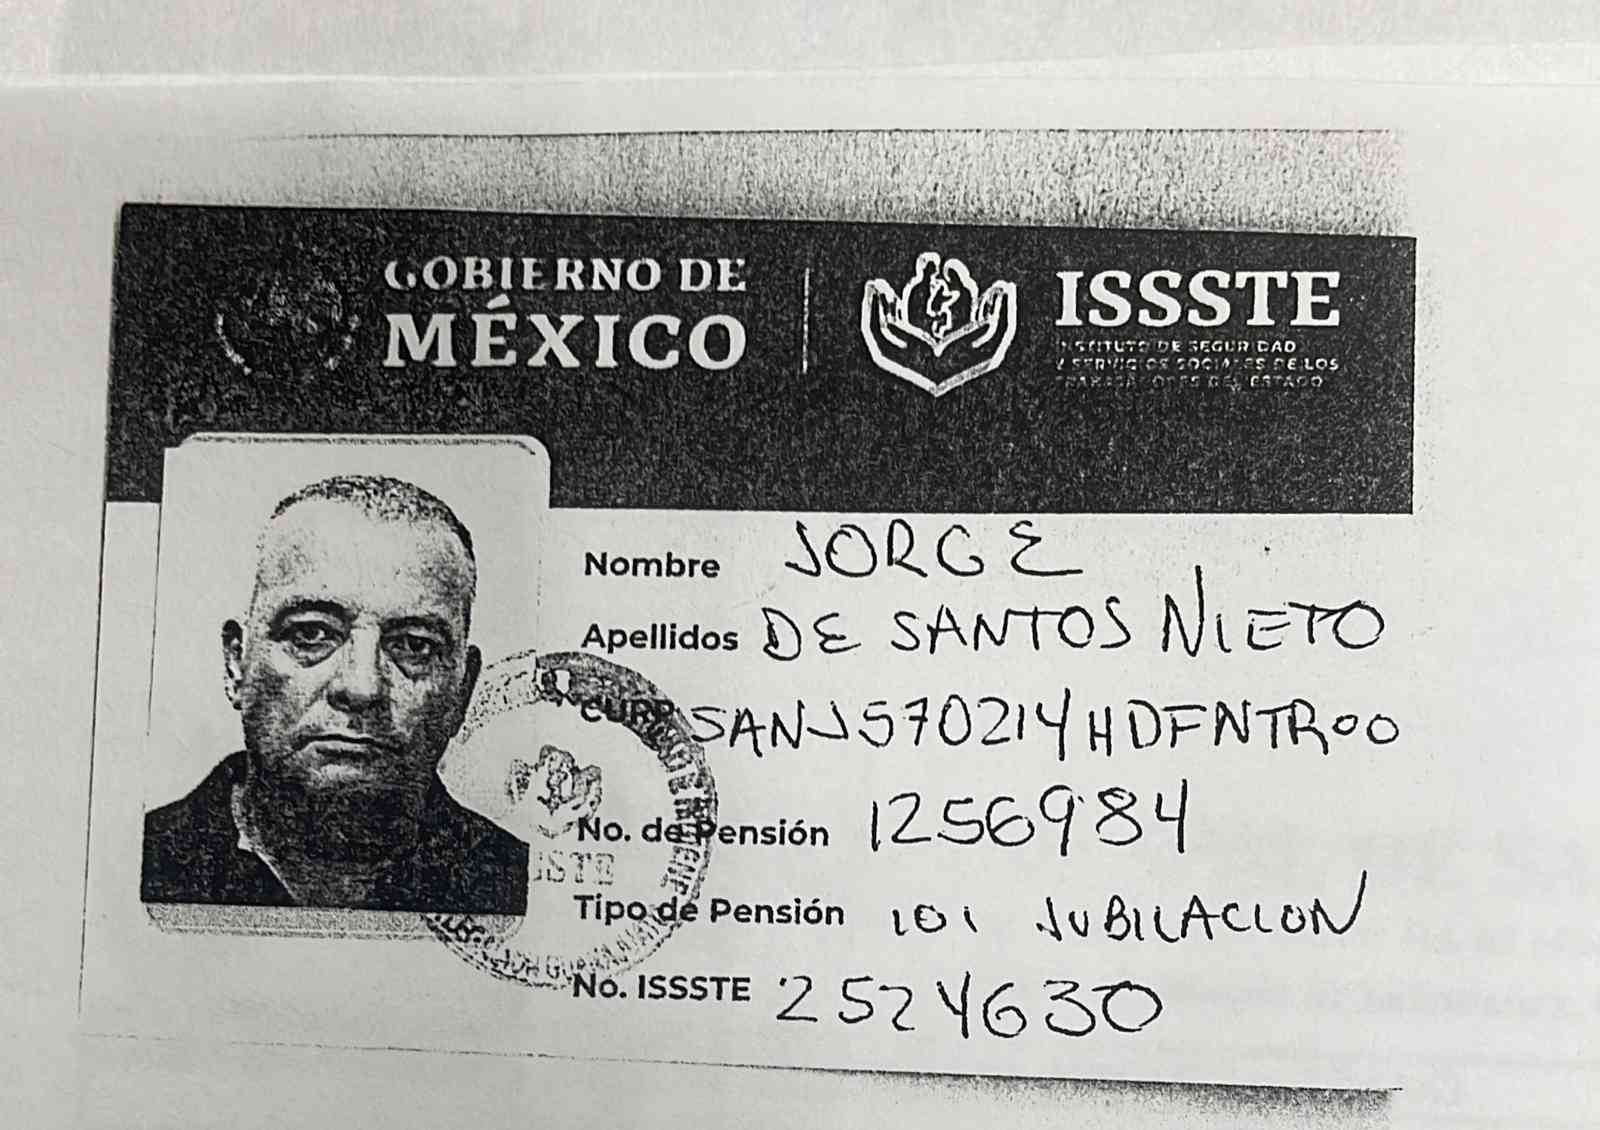 GOBIERNO DE
MÉXICO
ISSSTE
INSTITUTO DE SEGURIDAD
Y SERVICIOS SOCIALES DE LOS
TRABAJADORES DEL ESTADO
Nombre JORGE
Apellidos DE SANTOS NIETO
CURP SANJ570214HDFNTR00
No. de Pensión 1256984
Tipo de Pensión 101 JUBILACION
No. ISSSTE 2524630